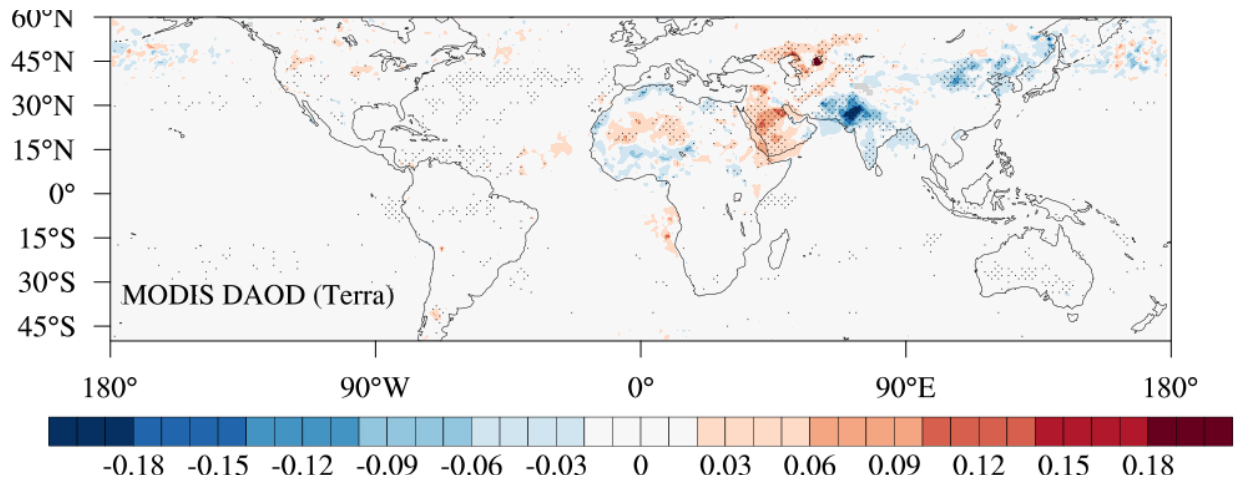 60°N
45°N
30°N
15°N
0°
15°S
30°S
MODIS DAOD (Terra)
45°S
180° 90°W 0° 90°E 180°
-0.18 -0.15 -0.12 -0.09 -0.06 -0.03 0 0.03 0.06 0.09 0.12 0.15 0.18